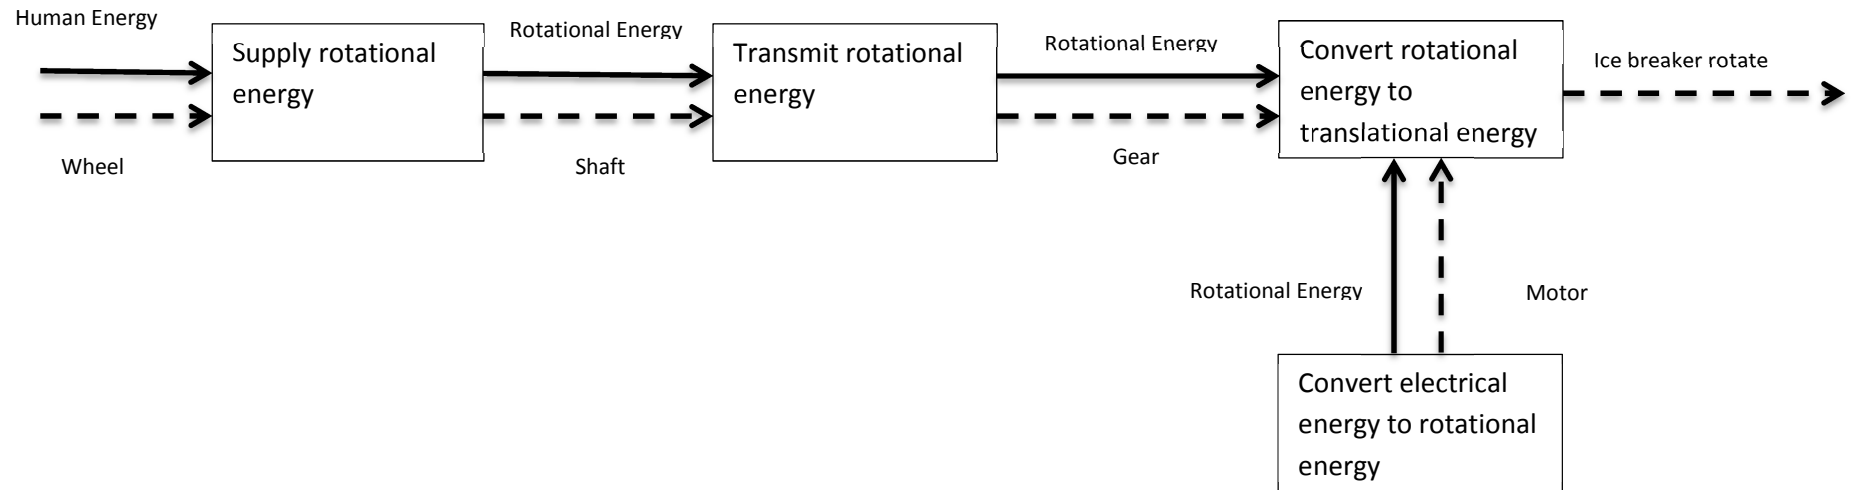 Human Energy
Supply rotational
energy
Wheel
Rotational Energy
Shaft
Transmit rotational
energy
Rotational Energy
Gear
Convert rotational
energy to
translational energy
Ice breaker rotate
Rotational Energy
Motor
Convert electrical
energy to rotational
energy